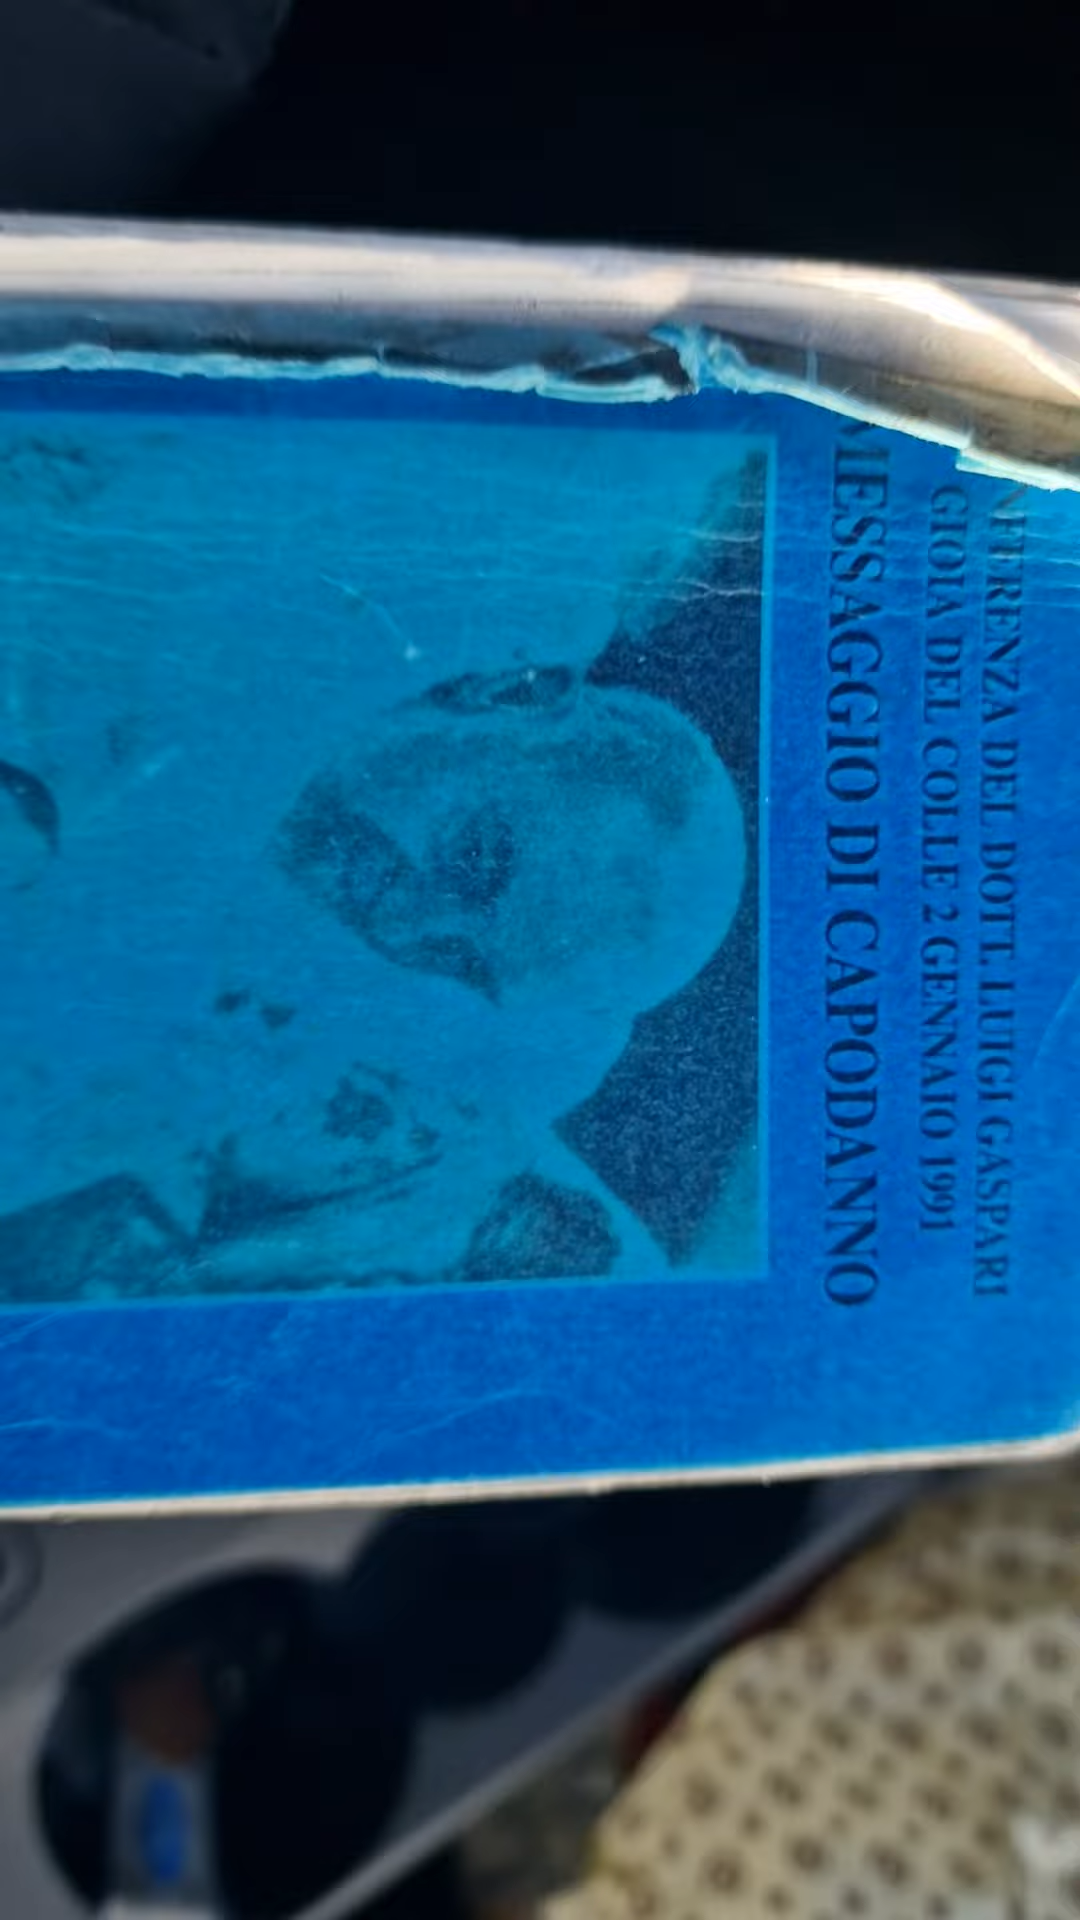 NFERENZA DEL DOTT. LUIGI GASPARI
GIOIA DEL COLLE 2 GENNAIO 1991
MESSAGGIO DI CAPODANNO